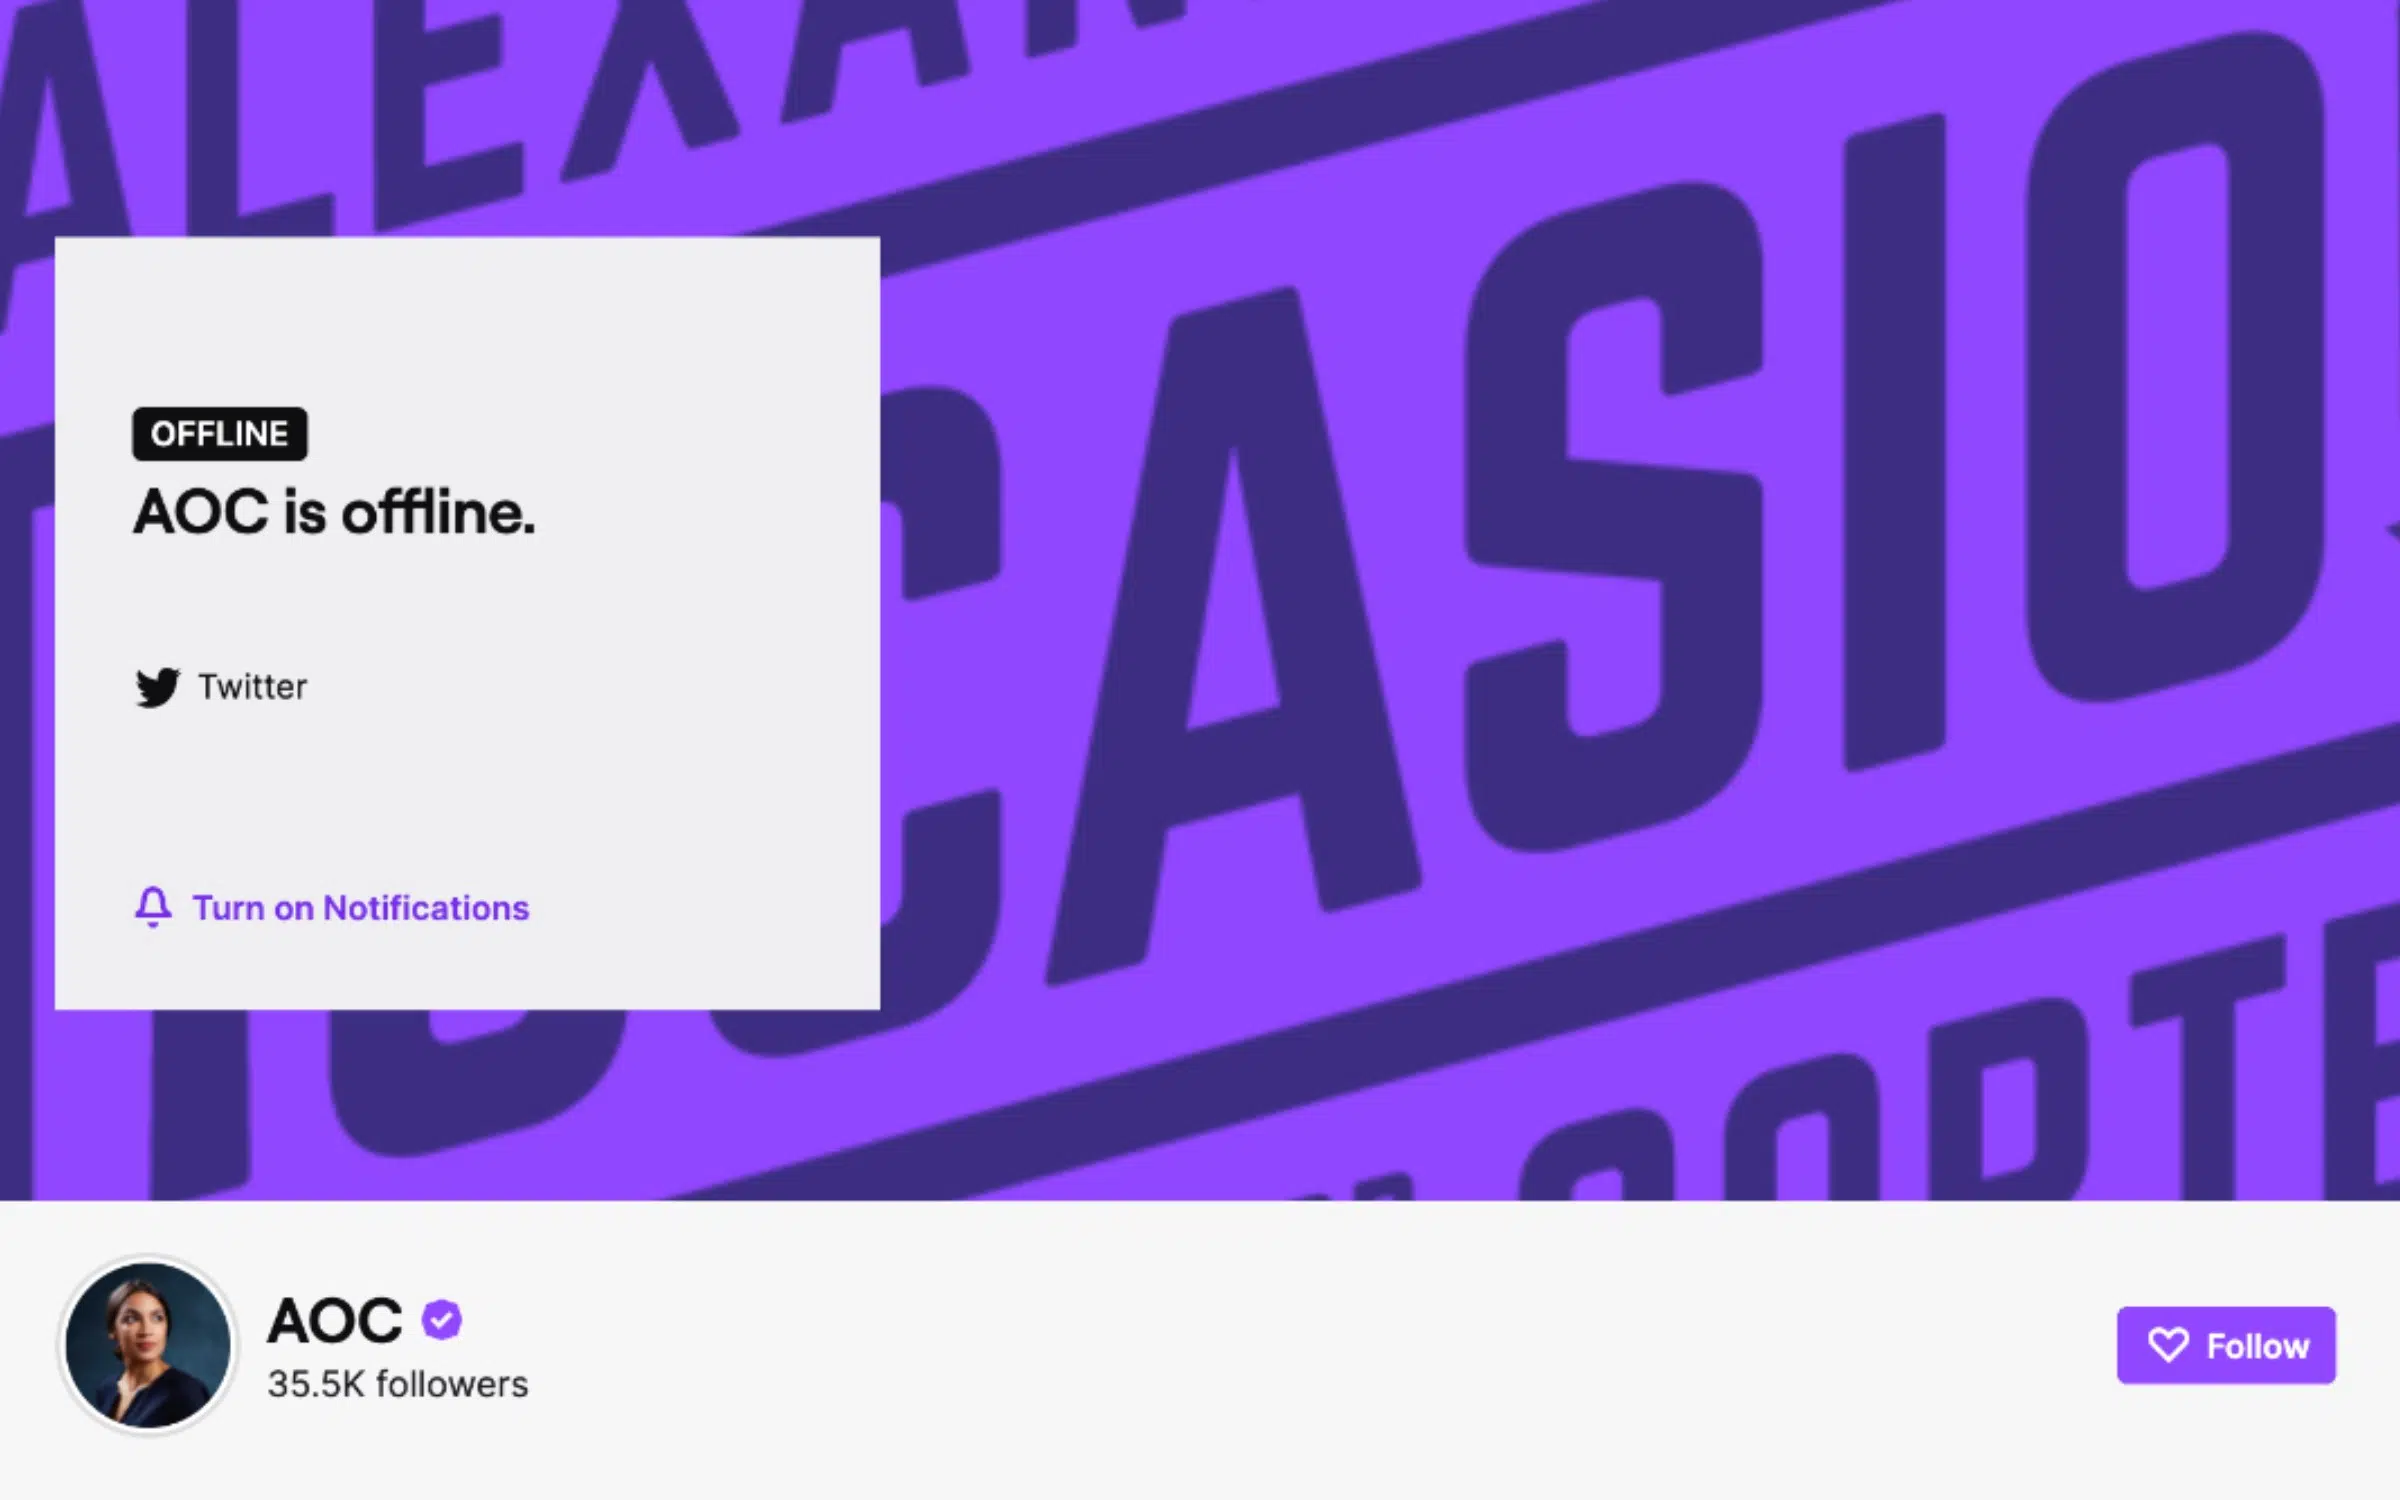 ALEXAN
OCASIO
CORTE
OFFLINE
AOC is offline.
Twitter
Turn on Notifications
AOC
35.5K followers
Follow